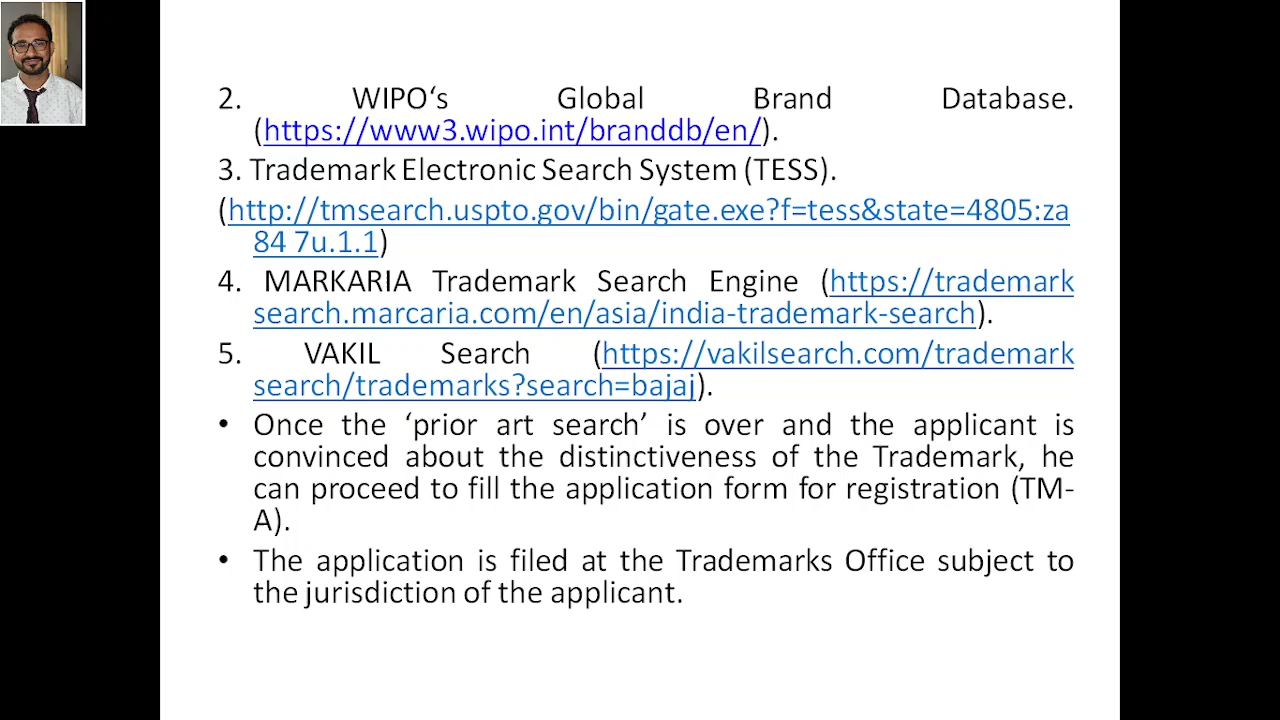 2. WIPO‘s Global Brand Database.
(https://www3.wipo.int/branddb/en/).
3. Trademark Electronic Search System (TESS).
(http://tmsearch.uspto.gov/bin/gate.exe?f=tess&state=4805:za
84 7u.1.1)
4. MARKARIA Trademark Search Engine (https://trademark
search.marcaria.com/en/asia/india-trademark-search).
5. VAKIL Search (https://vakilsearch.com/trademark
search/trademarks?search=bajaj).
• Once the ‘prior art search’ is over and the applicant is
convinced about the distinctiveness of the Trademark, he
can proceed to fill the application form for registration (TM-
A).
• The application is filed at the Trademarks Office subject to
the jurisdiction of the applicant.